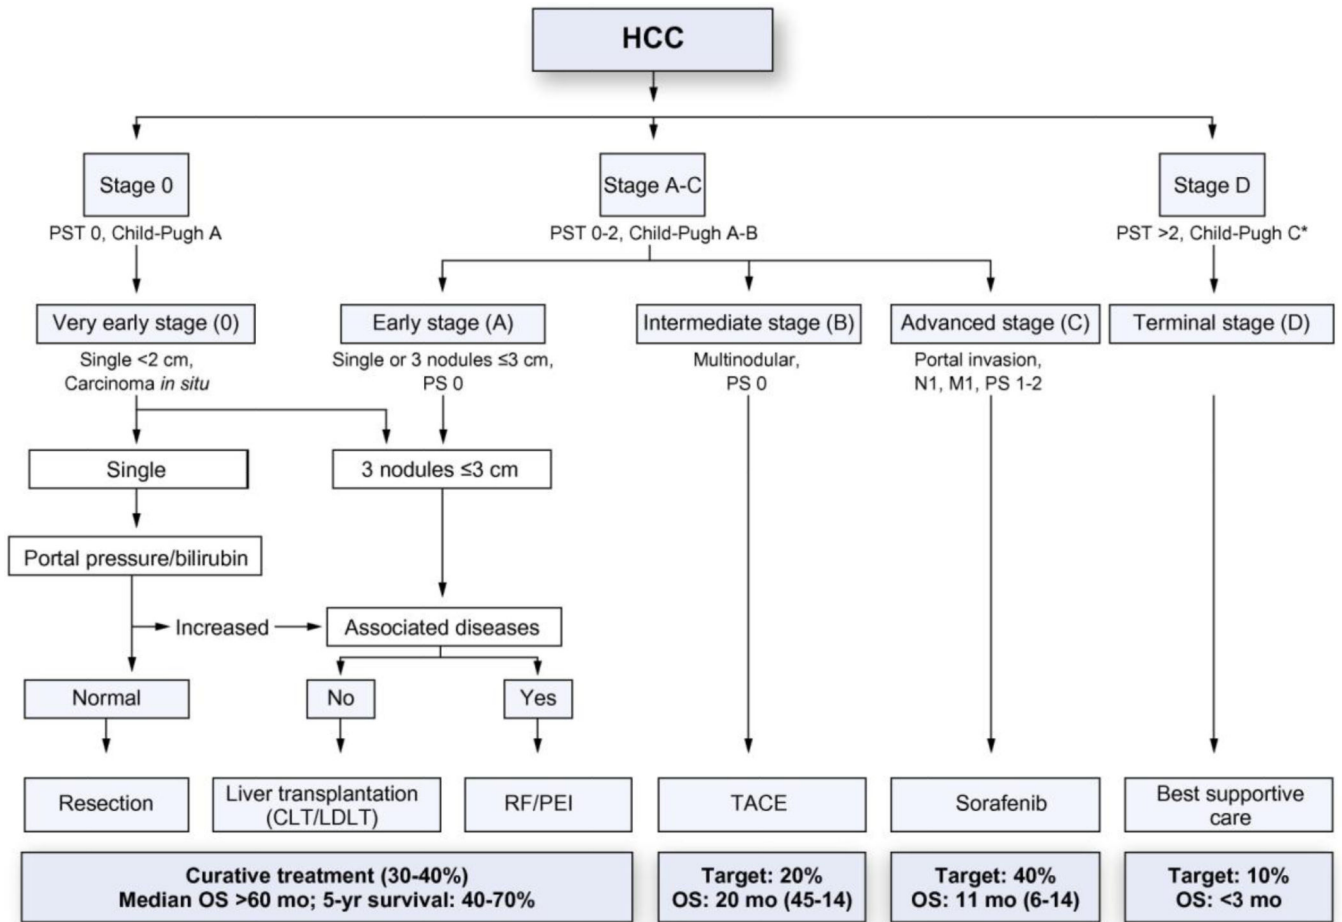 HCC
Stage 0
PST 0, Child-Pugh A
Stage A-C
PST 0-2, Child-Pugh A-B
Stage D
PST >2, Child-Pugh C*
Very early stage (0)
Single <2 cm,
Carcinoma in situ
Early stage (A)
Single or 3 nodules ≤3 cm,
PS 0
Intermediate stage (B)
Multinodular,
PS 0
Advanced stage (C)
Portal invasion,
N1, M1, PS 1-2
Terminal stage (D)
Single
3 nodules ≤3 cm
Portal pressure/bilirubin
Increased
Associated diseases
Normal
No
Yes
Resection
Liver transplantation
(CLT/LDLT)
RF/PEI
TACE
Sorafenib
Best supportive
care
Curative treatment (30-40%)
Median OS >60 mo; 5-yr survival: 40-70%
Target: 20%
OS: 20 mo (45-14)
Target: 40%
OS: 11 mo (6-14)
Target: 10%
OS: <3 mo